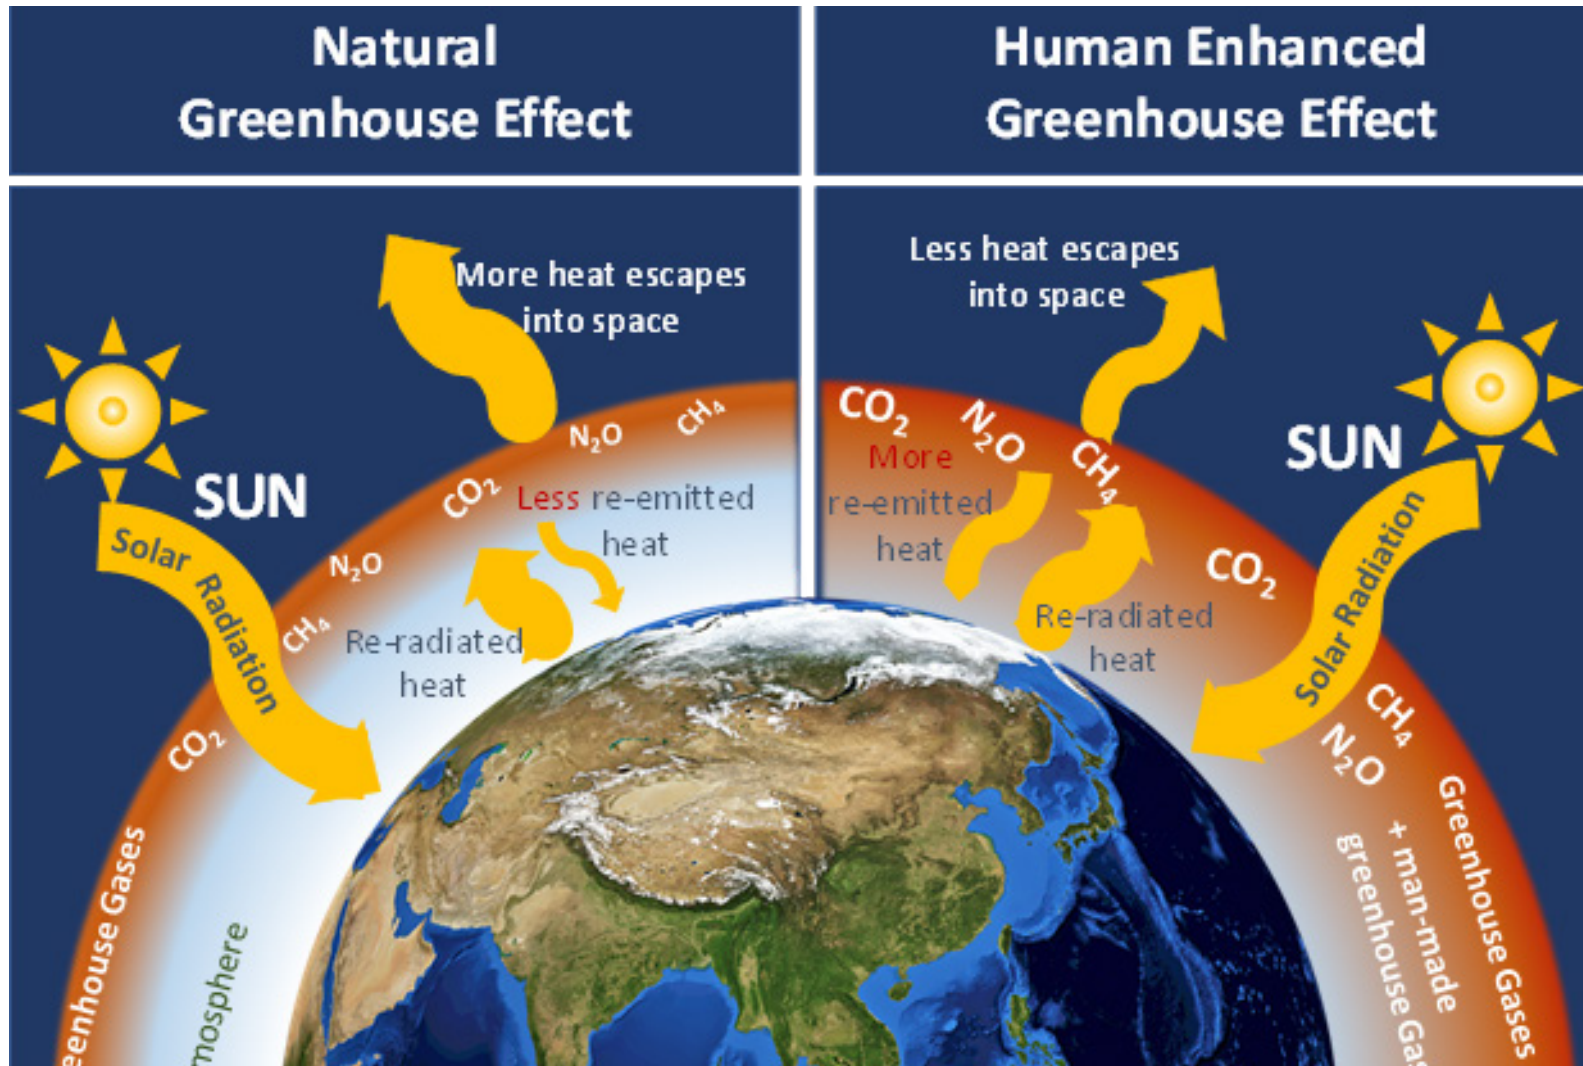 Natural
Greenhouse Effect
More heat escapes
into space
SUN
Solar Radiation
N₂O
CH₄
CO₂
Less re-emitted
heat
N₂O
CH₄
Re-radiated
heat
CO₂
Human Enhanced
Greenhouse Effect
Less heat escapes
into space
SUN
Solar Radiation
CO₂
N₂O
CH₄
More
re-emitted
heat
CO₂
Re-radiated
heat
CH₄
N₂O
Greenhouse Gases
+ man-made
greenhouse
Gases